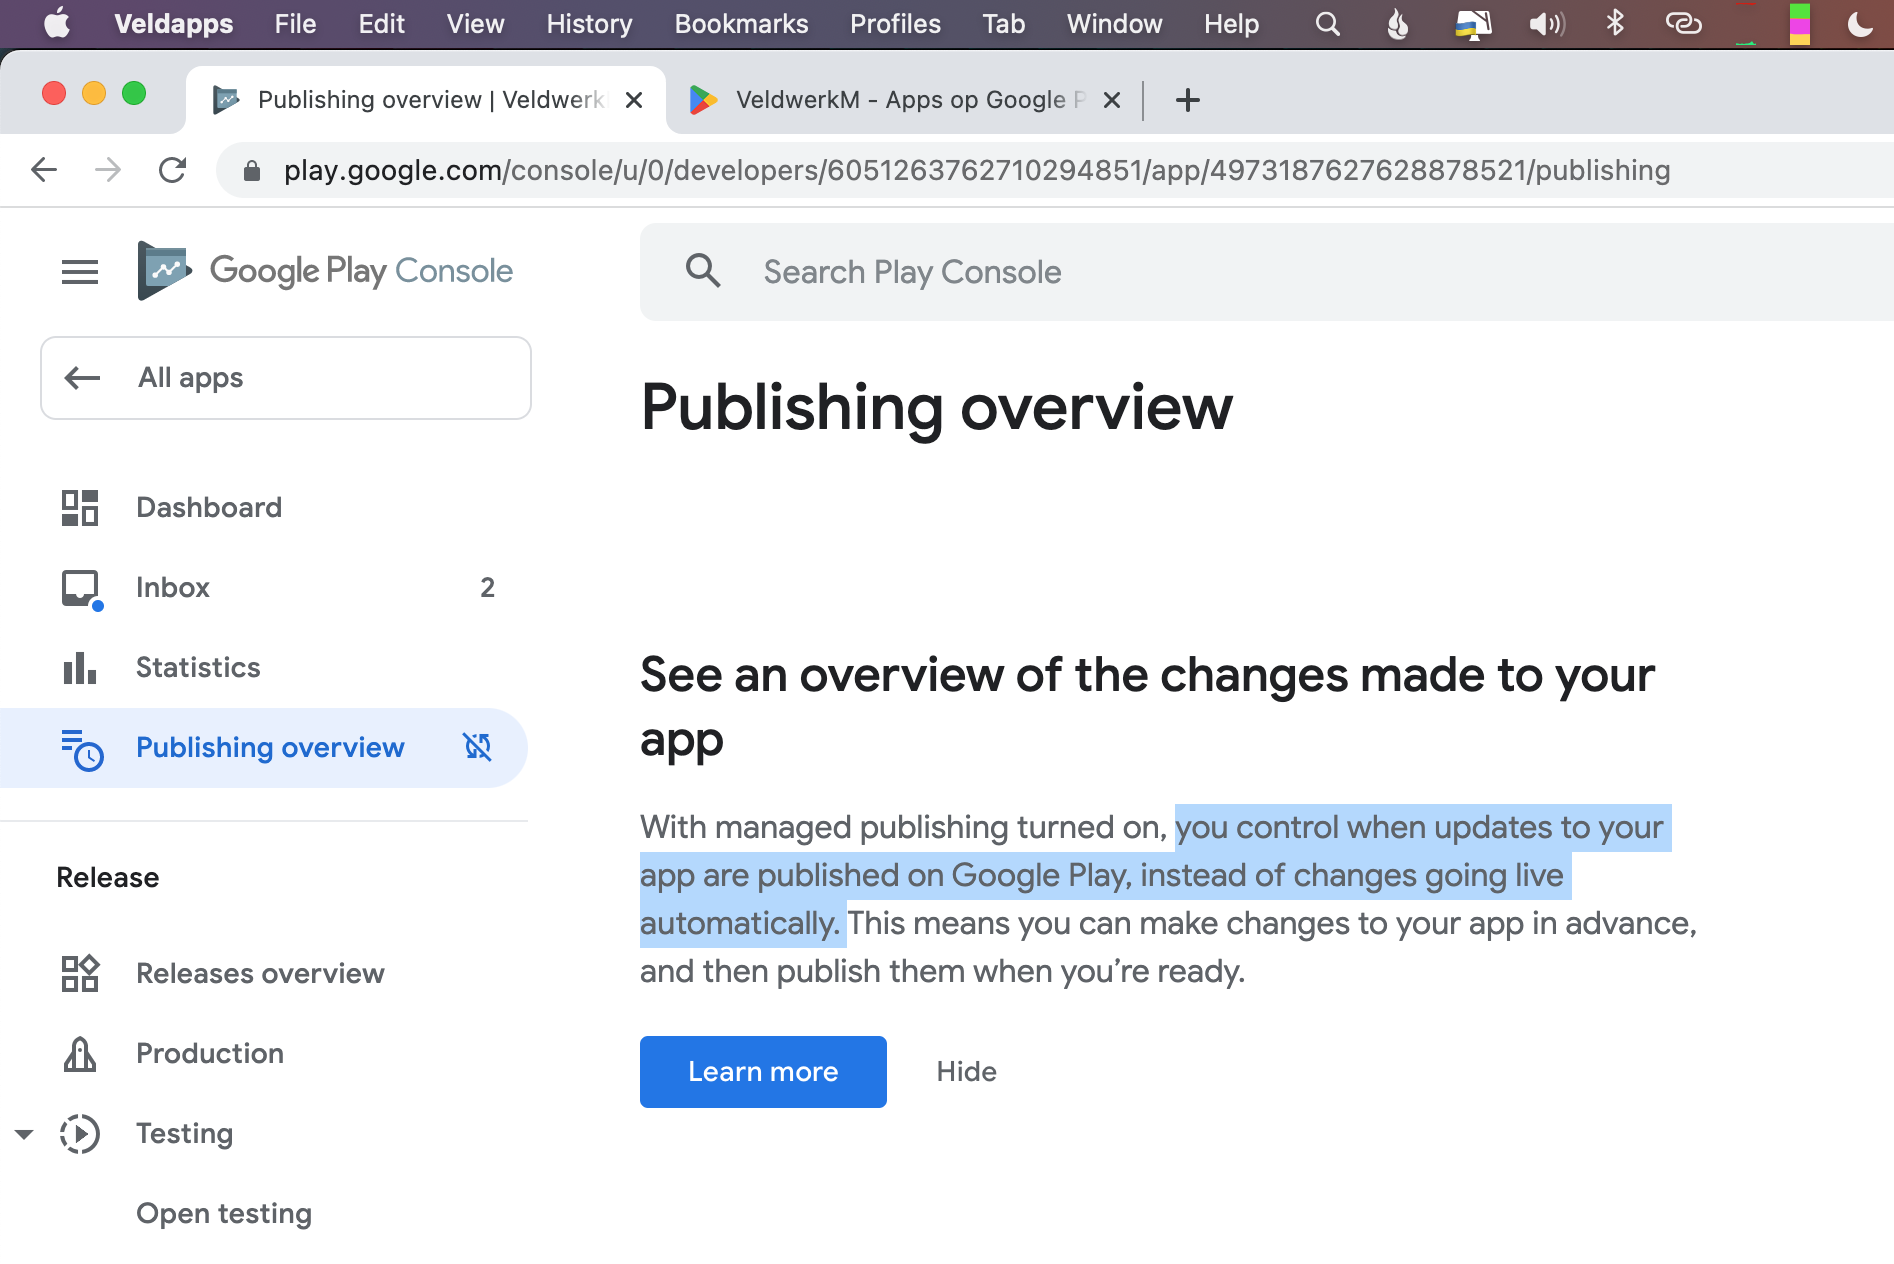 Veldapps File Edit View History Bookmarks Profiles Tab Window Help
Publishing overview | Veldwerk
VeldwerkM - Apps op Google P
play.google.com/console/u/0/developers/6051263762710294851/app/4973187627628878521/publishing
Google Play Console
Search Play Console
All apps
Publishing overview
Dashboard
Inbox 2
Statistics
Publishing overview
See an overview of the changes made to your
app
With managed publishing turned on, you control when updates to your
app are published on Google Play, instead of changes going live
automatically. This means you can make changes to your app in advance,
and then publish them when you’re ready.
Learn more Hide
Release
Releases overview
Production
Testing
Open testing